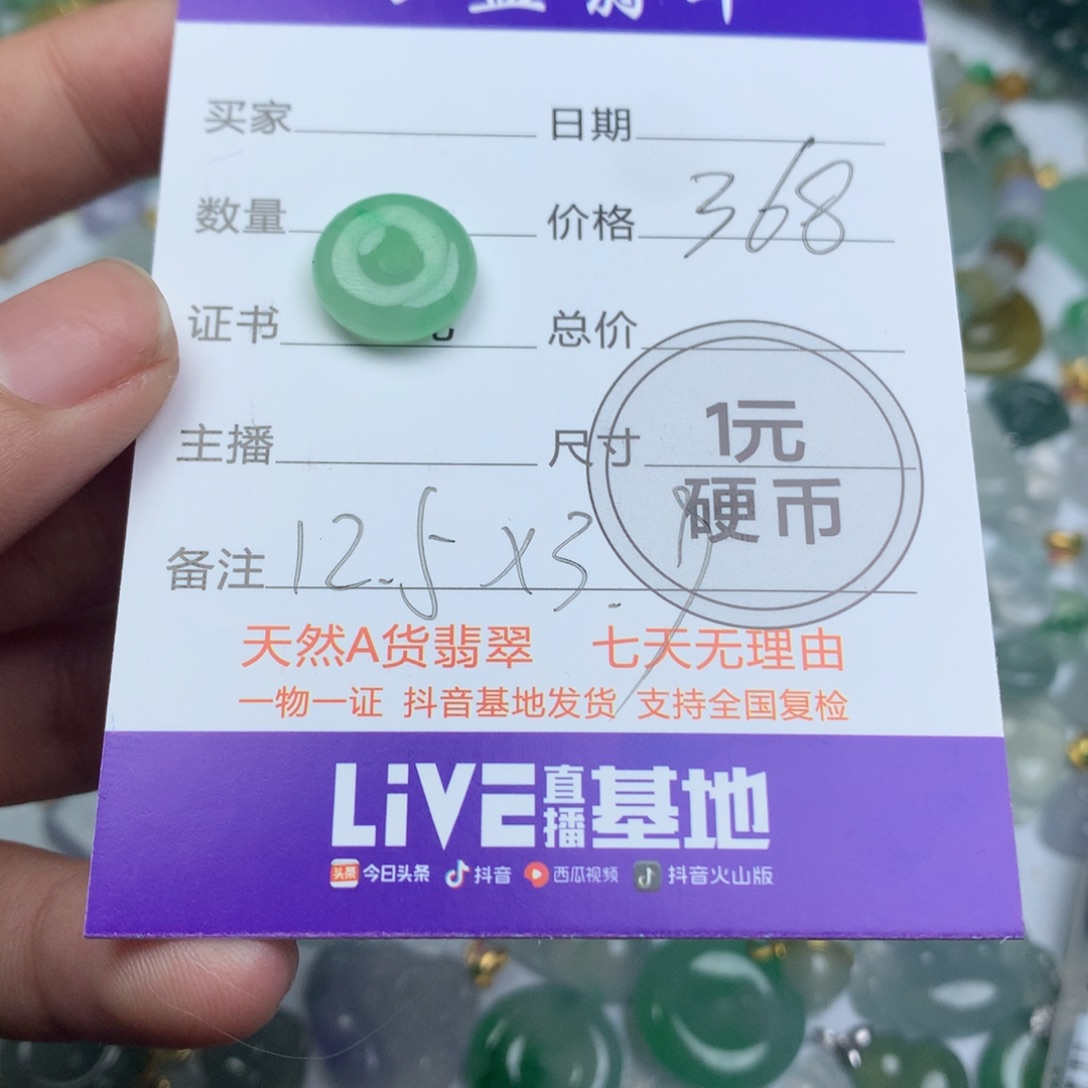 买家 日期
数量 价格 368
证书 总价
主播 尺寸 1元
硬币
备注 12.5x3.9
天然A货翡翠 七天无理由
一物一证 抖音基地发货 支持全国复检
LiVE直播基地
头条 今日头条 抖音 西瓜视频 抖音火山版